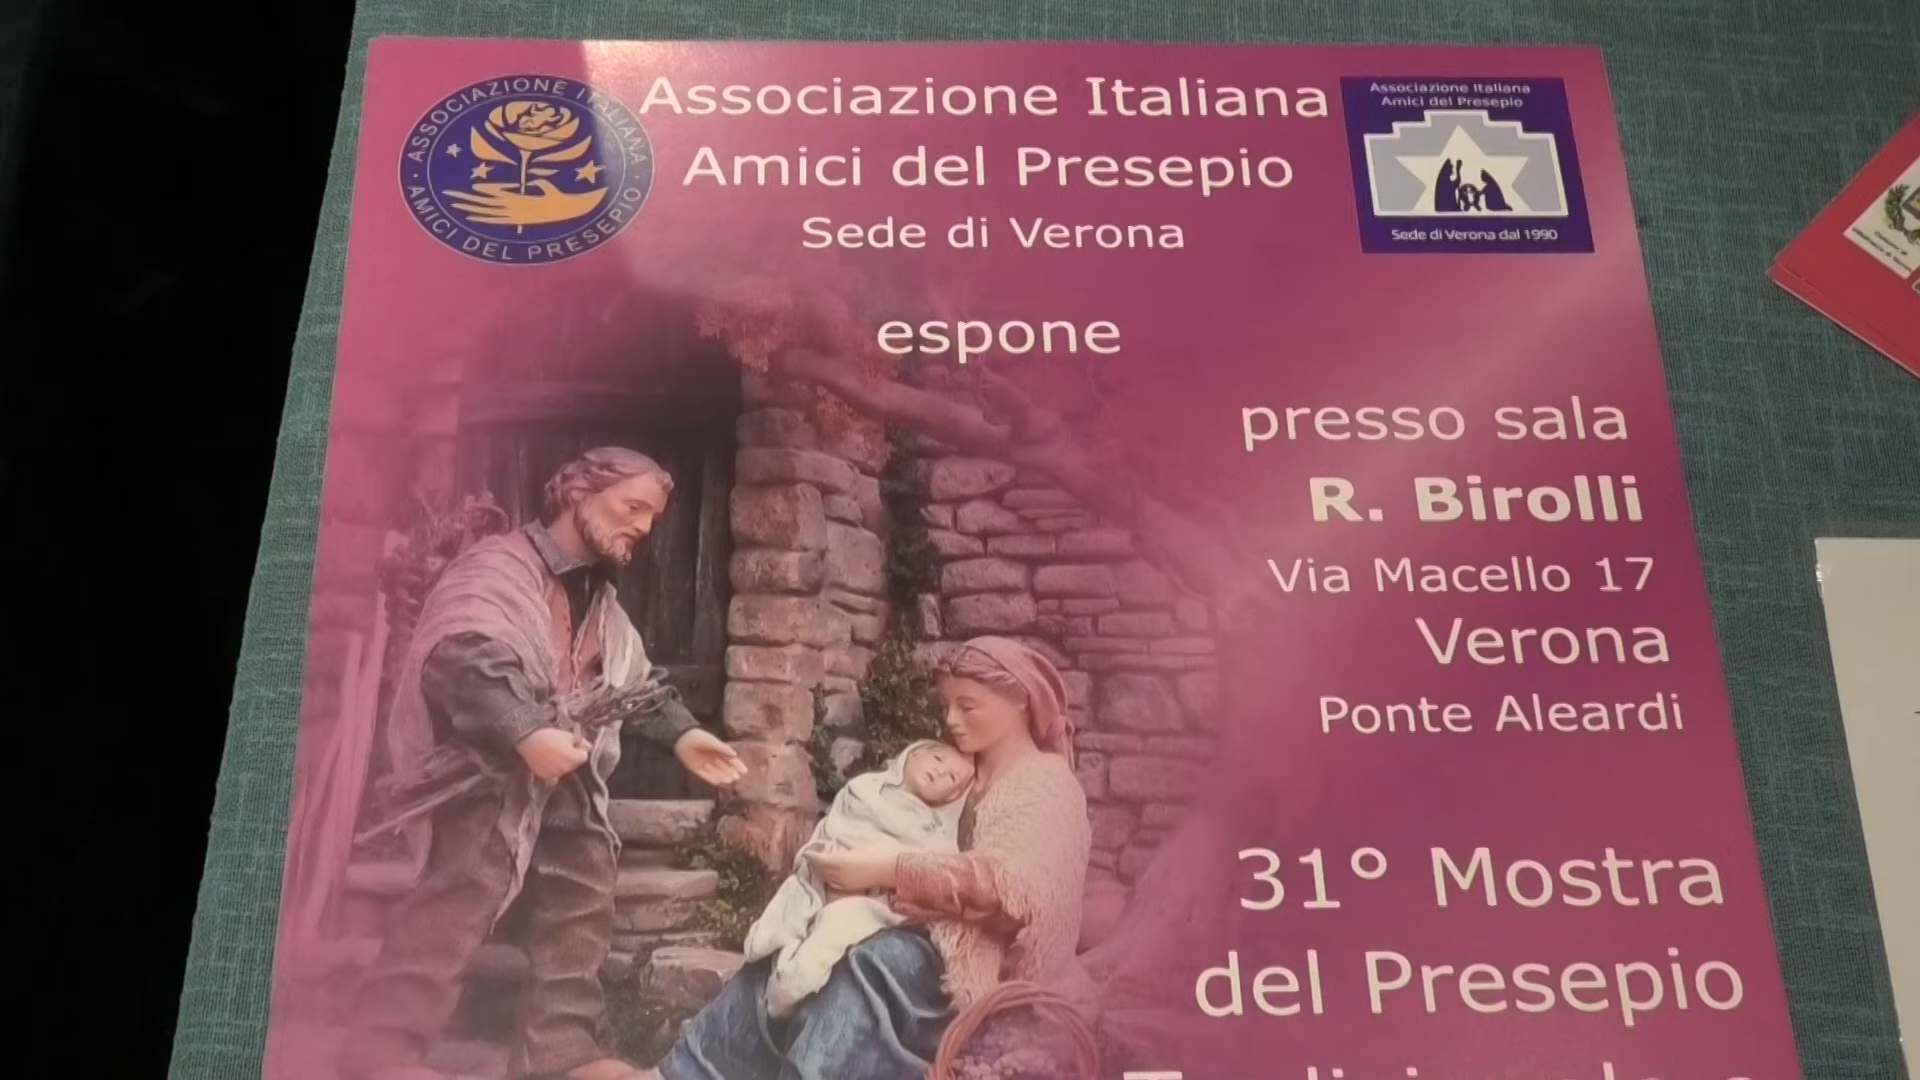 Associazione Italiana
Amici del Presepio
Sede di Verona
ASSOCIAZIONE ITALIANA · AMICI DEL PRESEPIO ·
Associazione Italiana
Amici del Presepio
Sede di Verona dal 1990
espone
presso sala
R. Birolli
Via Macello 17
Verona
Ponte Aleardi
31° Mostra
del Presepio